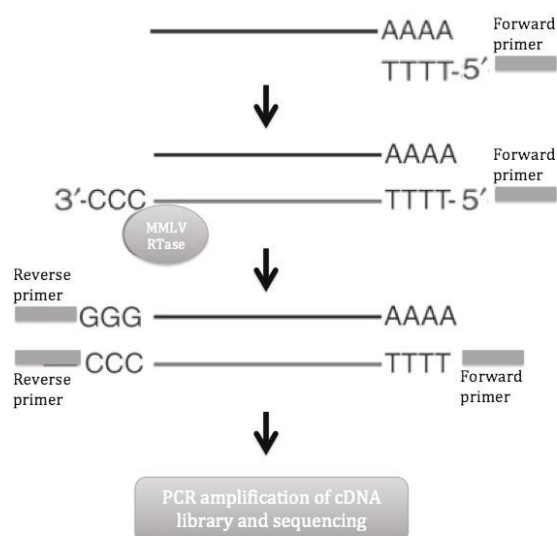 AAAA
Forward
primer
TTTT-5′
AAAA
Forward
primer
3′-CCC
TTTT-5′
MMLV
RTase
Reverse
primer
GGG
AAAA
CCC
TTTT
Reverse
primer
Forward
primer
PCR amplification of cDNA
library and sequencing